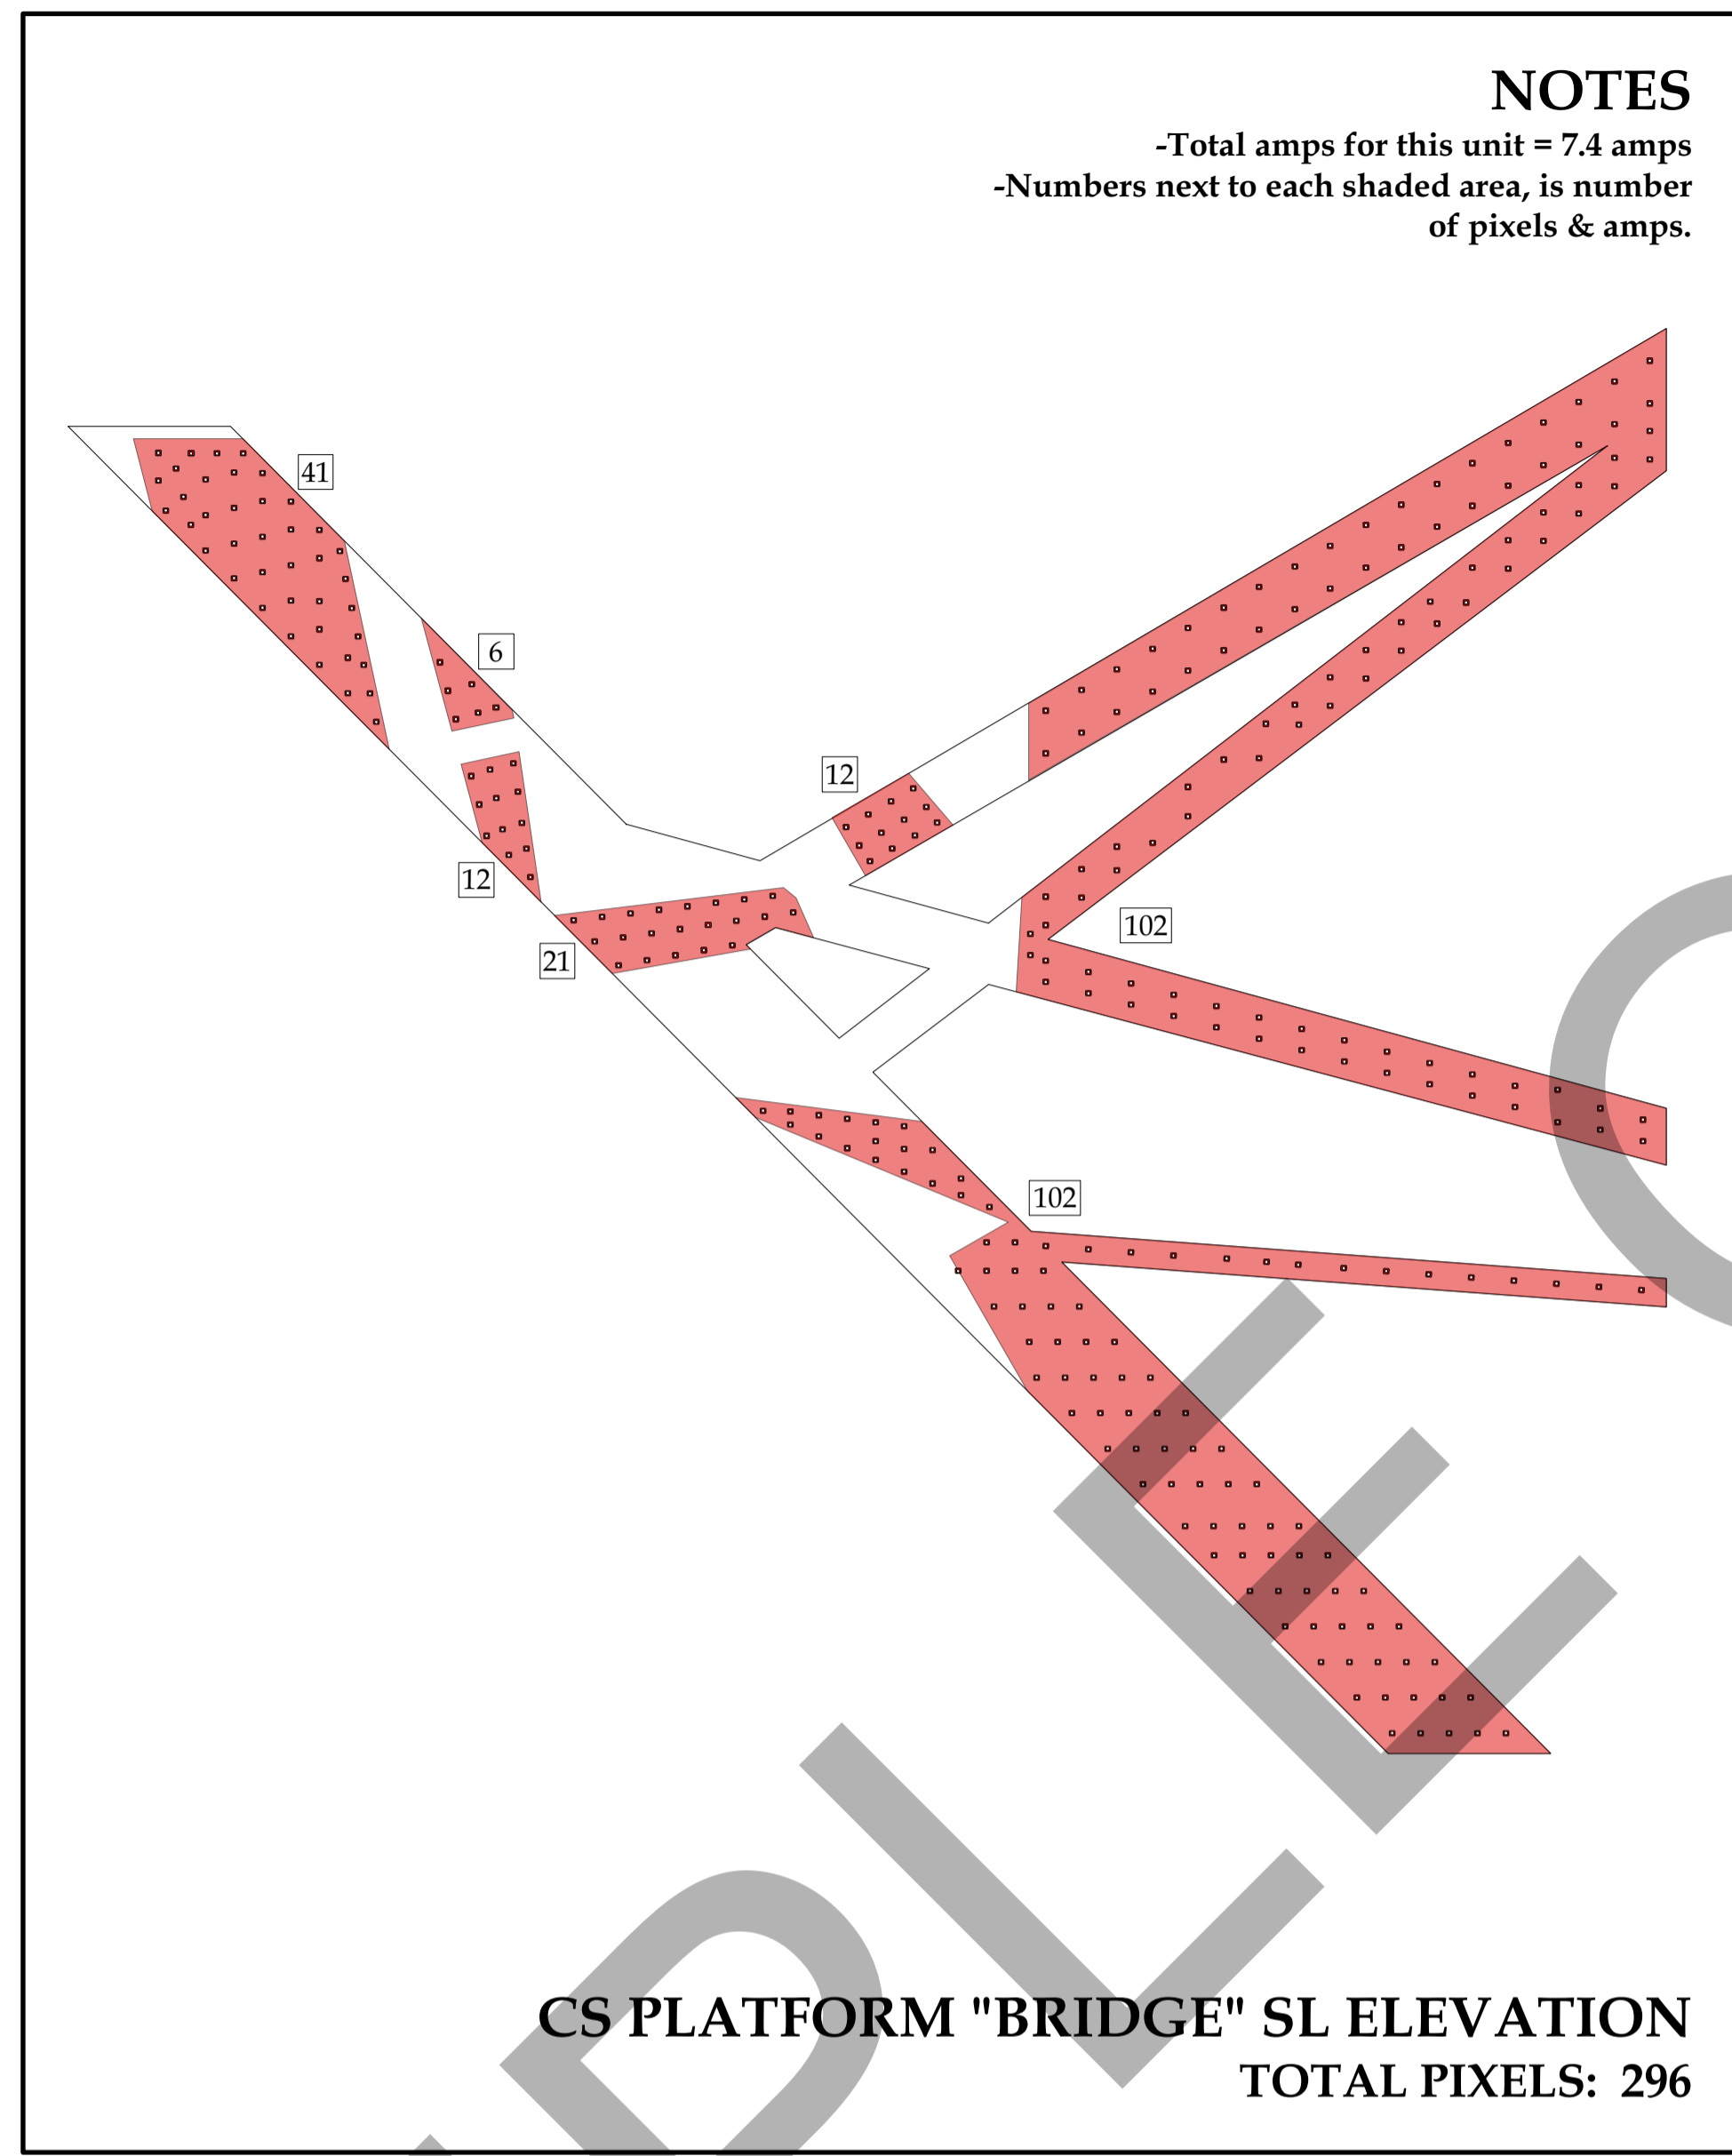 NOTES
-Total amps for this unit = 7.4 amps
-Numbers next to each shaded area, is number
of pixels & amps.
41
6
12
12
102
21
102
CS PLATFORM "BRIDGE" SL ELEVATION
TOTAL PIXELS: 296